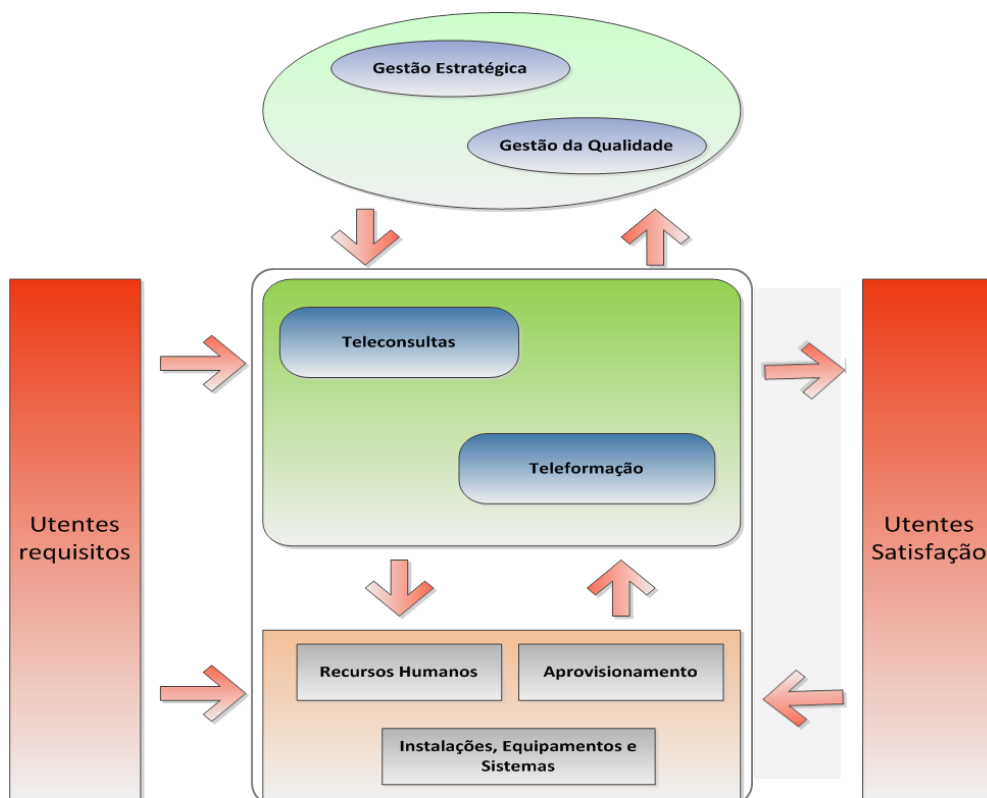 Gestão Estratégica
Gestão da Qualidade
Teleconsultas
Teleformação
Utentes
requisitos
Utentes
Satisfação
Recursos Humanos
Aprovisionamento
Instalações, Equipamentos e
Sistemas